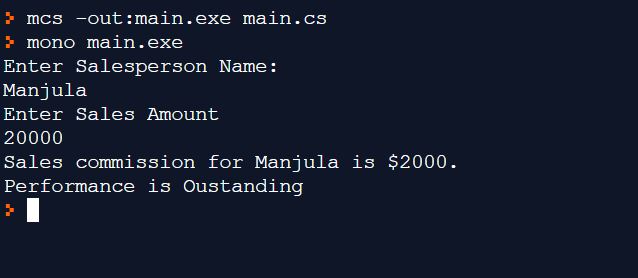 > mcs -out:main.exe main.cs
> mono main.exe
Enter Salesperson Name:
Manjula
Enter Sales Amount
20000
Sales commission for Manjula is $2000.
Performance is Oustanding
>